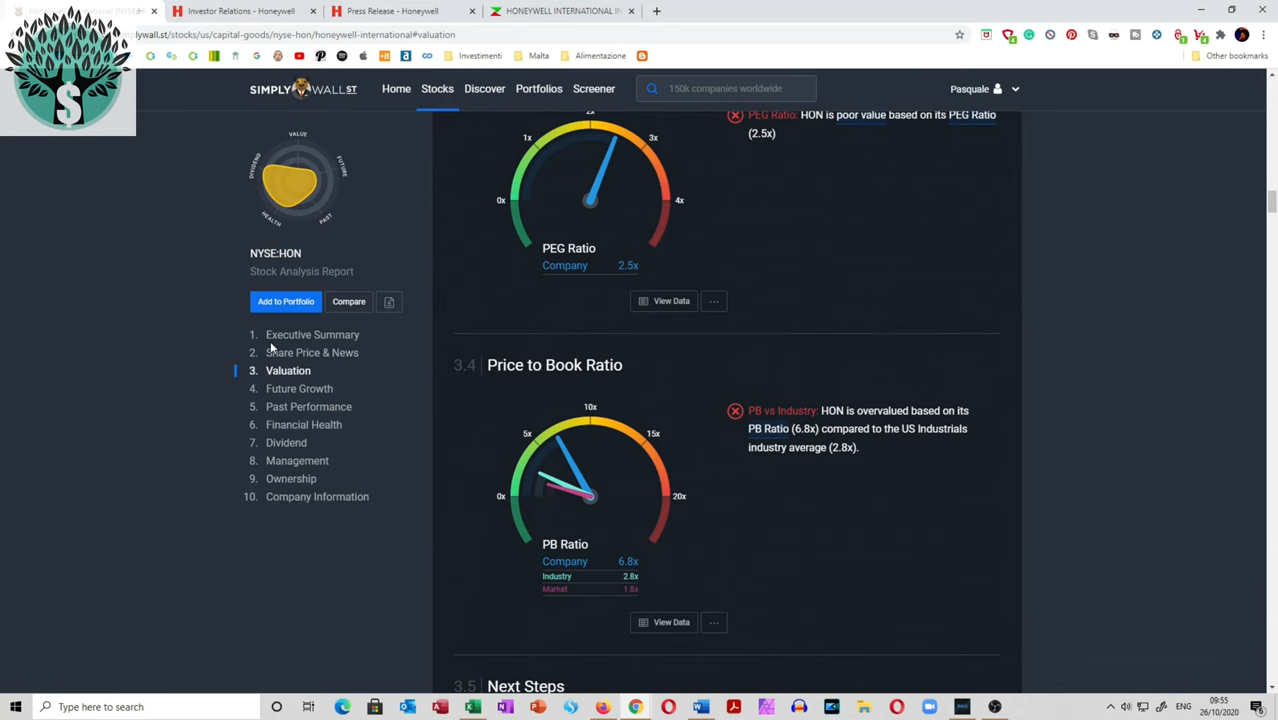 Investor Relations - Honeywell
Press Release - Honeywell
HONEYWELL INTERNATIONAL IN
mplywall.st/stocks/us/capital-goods/nyse-hon/honeywell-international#valuation
Investimenti
Malta
Alimentazione
Other bookmarks
$
SIMPLY WALL ST
Home
Stocks
Discover
Portfolios
Screener
150k companies worldwide
Pasquale
VALUE
FUTURE
PAST
HEALTH
DIVIDEND
NYSE:HON
Stock Analysis Report
Add to Portfolio
Compare
1. Executive Summary
2. Share Price & News
3. Valuation
4. Future Growth
5. Past Performance
6. Financial Health
7. Dividend
8. Management
9. Ownership
10. Company Information
0x
1x
2x
3x
4x
PEG Ratio
Company 2.5x
PEG Ratio: HON is poor value based on its PEG Ratio
(2.5x)
View Data
...
3.4 Price to Book Ratio
0x
5x
10x
15x
20x
PB Ratio
Company 6.8x
Industry 2.8x
Market 1.8x
PB vs Industry: HON is overvalued based on its
PB Ratio (6.8x) compared to the US Industrials
industry average (2.8x).
View Data
...
3.5 Next Steps
Type here to search
ENG
09:55
26/10/2020